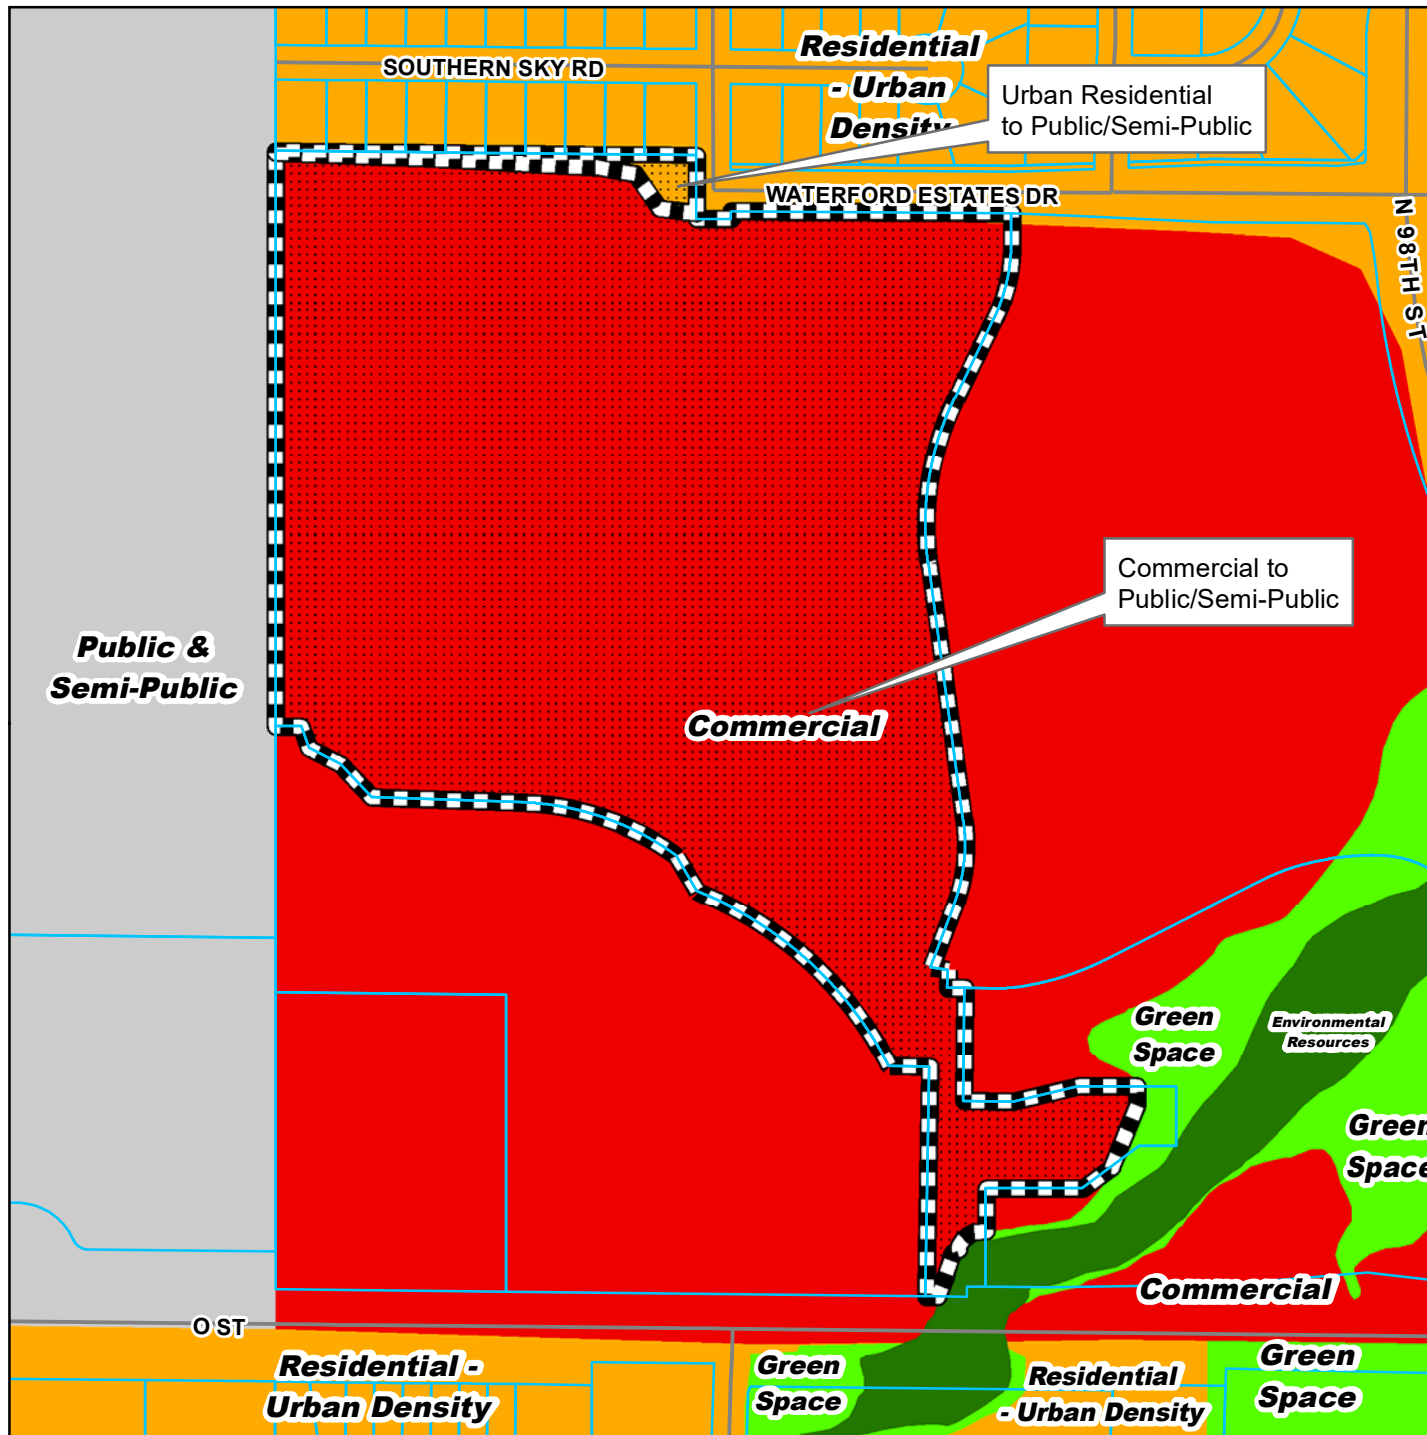 Residential
- Urban
Density
SOUTHERN SKY RD
Urban Residential
to Public/Semi-Public
WATERFORD ESTATES DR
N 98TH ST
Commercial to
Public/Semi-Public
Public &
Semi-Public
Commercial
Green
Space
Environmental
Resources
Green
Space
Commercial
O ST
Residential -
Urban Density
Green
Space
Residential
- Urban Density
Green
Space